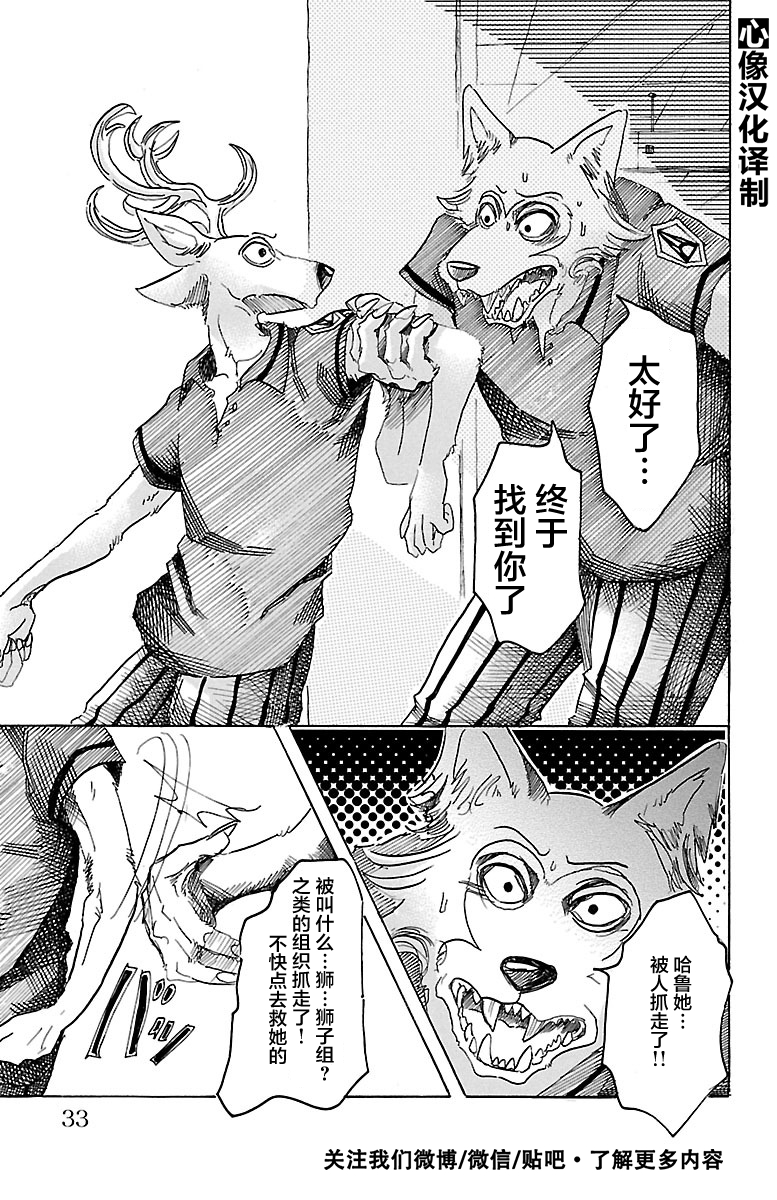 心像汉化译制
太好了…
终于
找到你了
哈鲁她…
被人抓走了!!
被叫什么…狮…狮子组？
之类的组织抓走了！
不快点去救她的
バッ
33
关注我们微博/微信/贴吧·了解更多内容